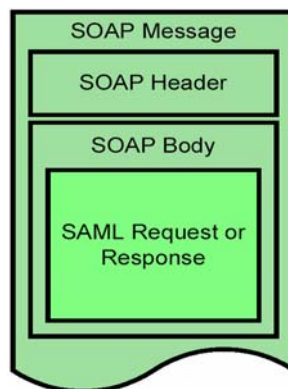 SOAP Message
SOAP Header
SOAP Body
SAML Request or
Response